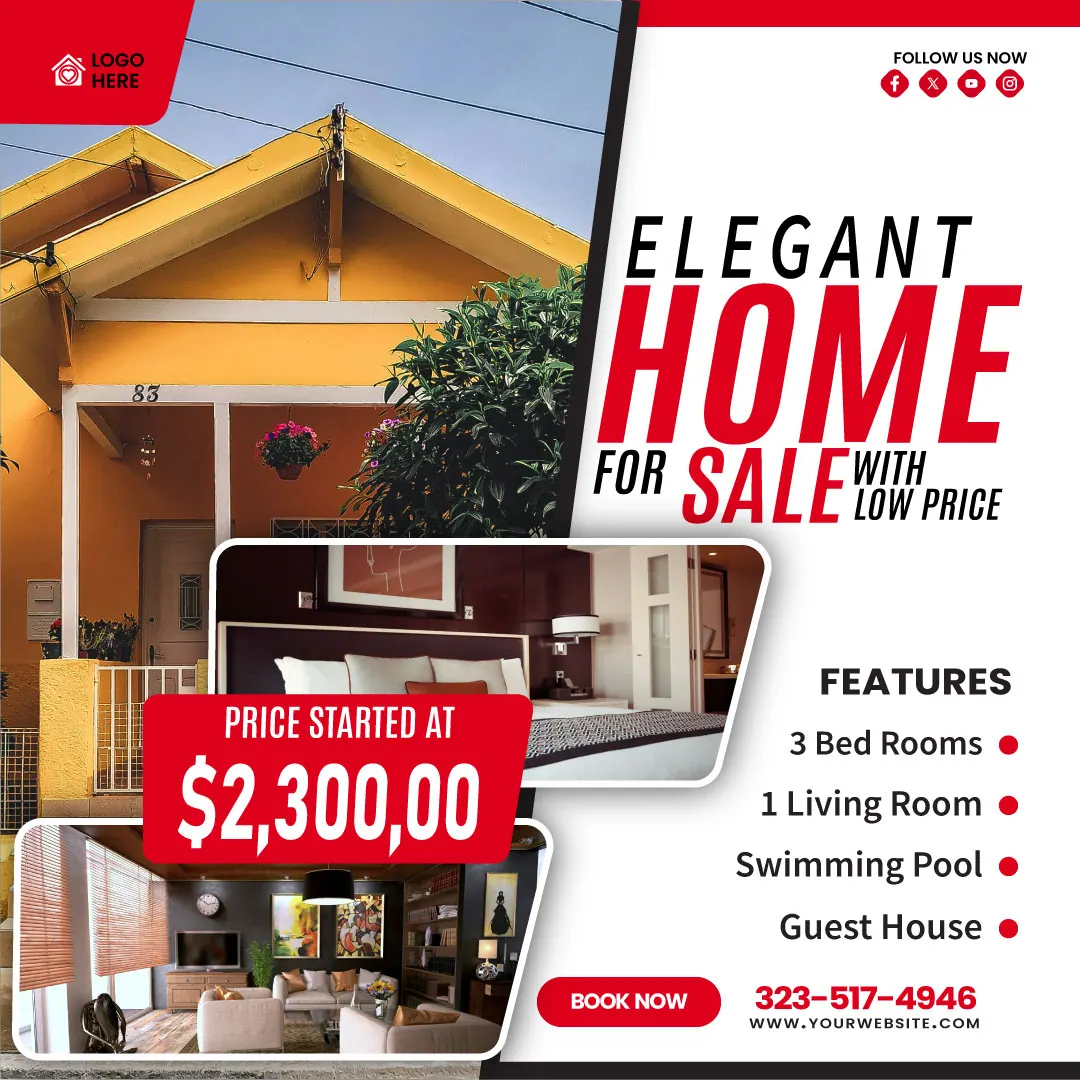 LOGO
HERE
FOLLOW US NOW
ELEGANT
HOME
FOR SALE WITH
LOW PRICE
83
PRICE STARTED AT
$2,300,00
FEATURES
3 Bed Rooms
1 Living Room
Swimming Pool
Guest House
BOOK NOW
323-517-4946
WWW.YOURWEBSITE.COM